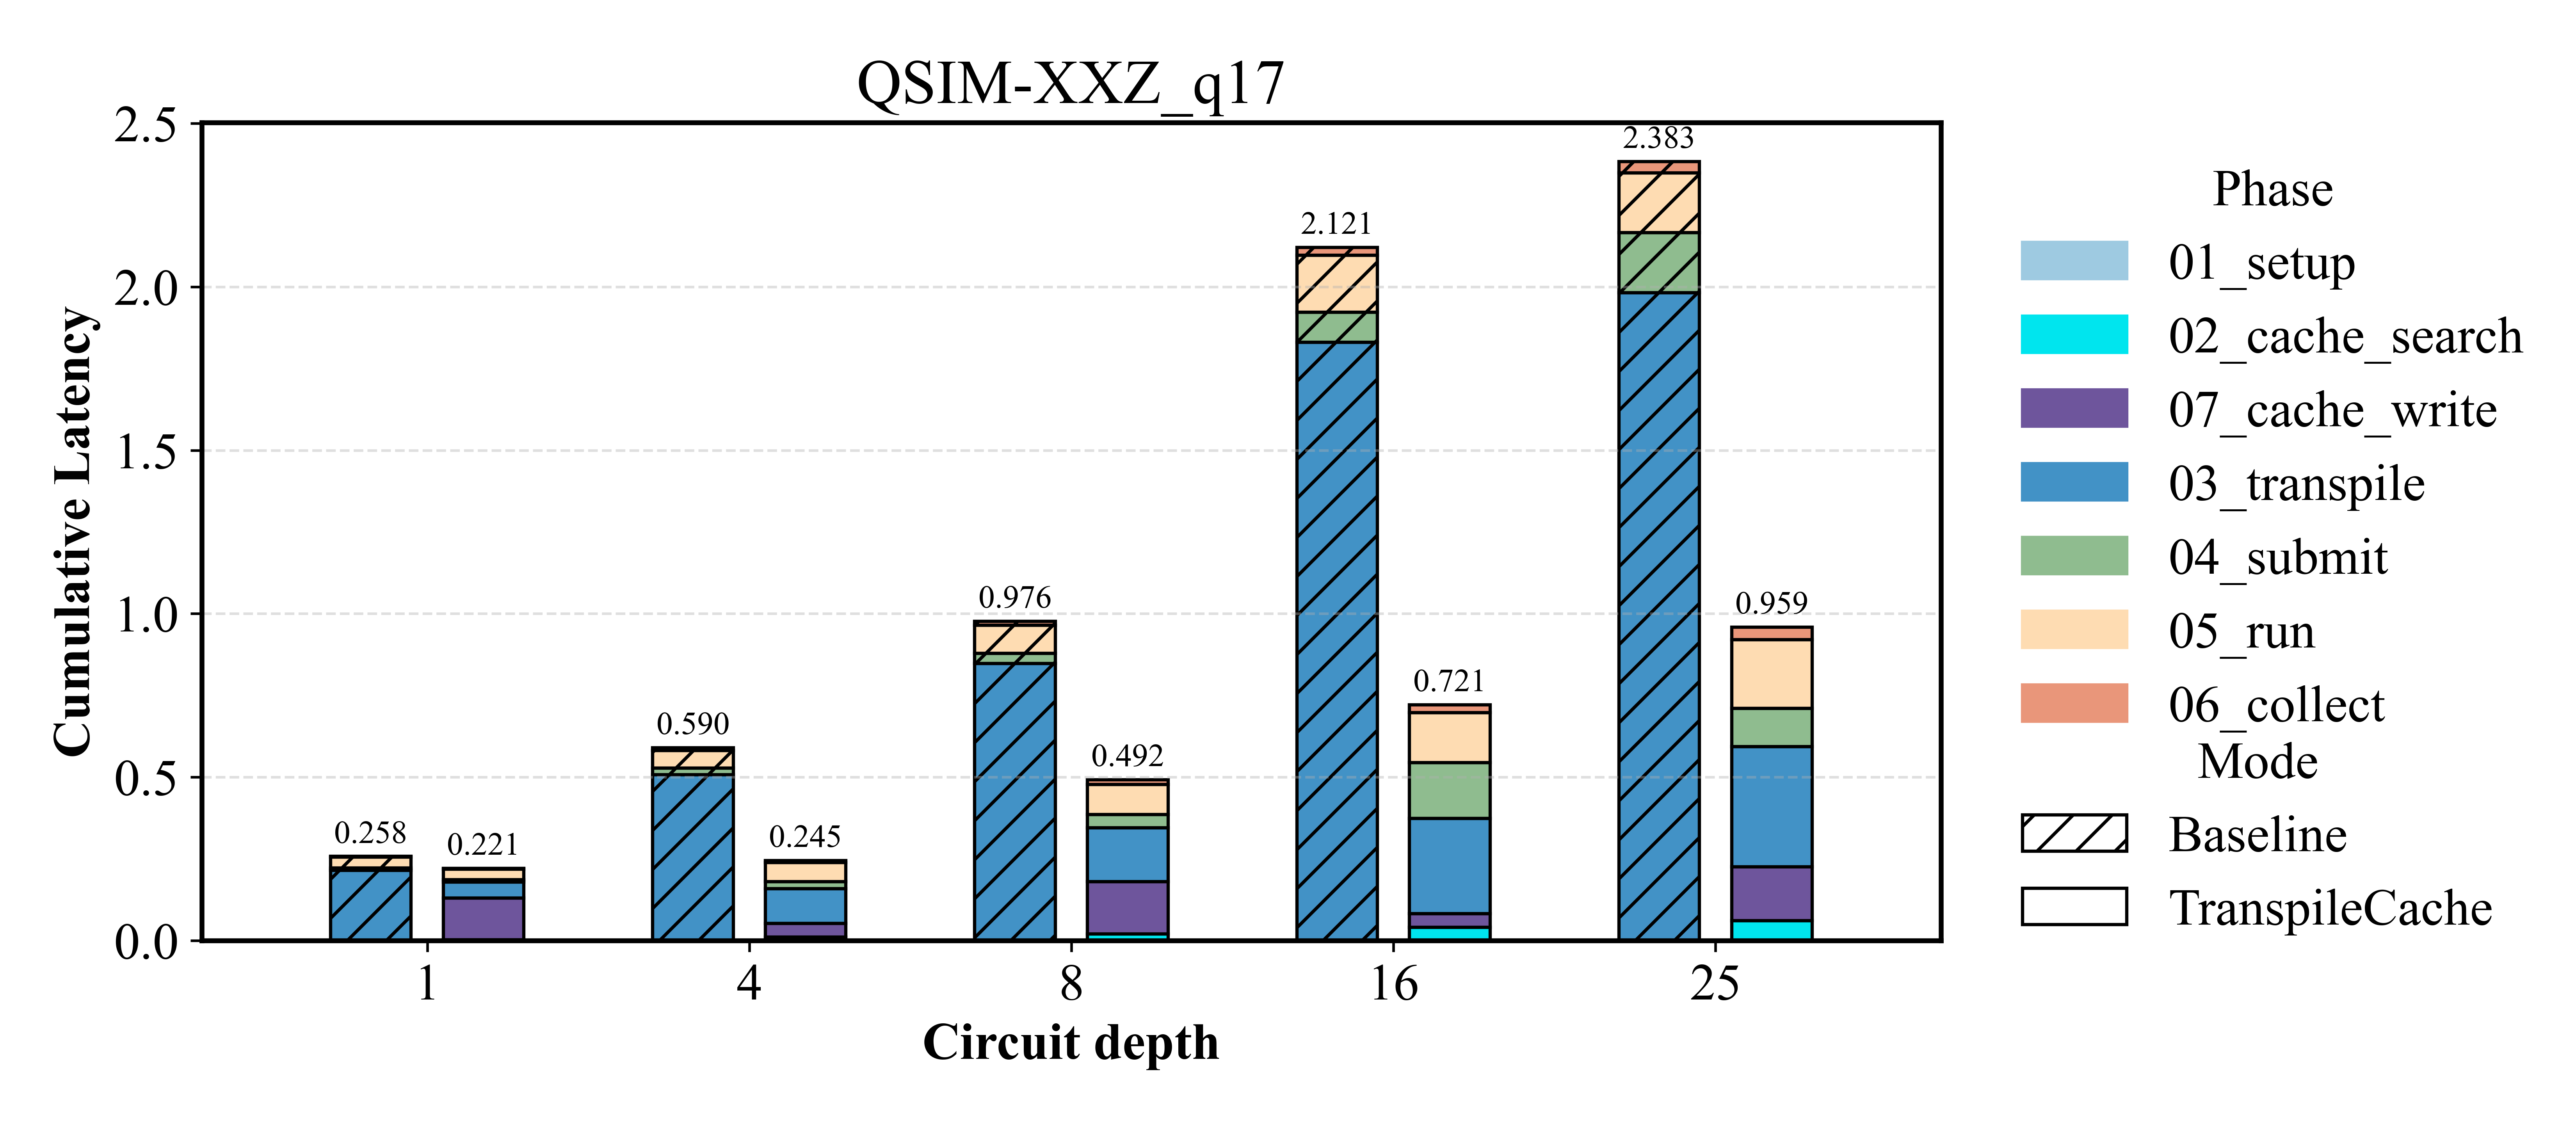 QSIM-XXZ_q17
Cumulative Latency
2.5
2.0
1.5
1.0
0.5
0.0
0.258
0.221
0.590
0.245
0.976
0.492
2.121
0.721
2.383
0.959
1
4
8
16
25
Circuit depth
Phase
01_setup
02_cache_search
07_cache_write
03_transpile
04_submit
05_run
06_collect
Mode
Baseline
TranspileCache